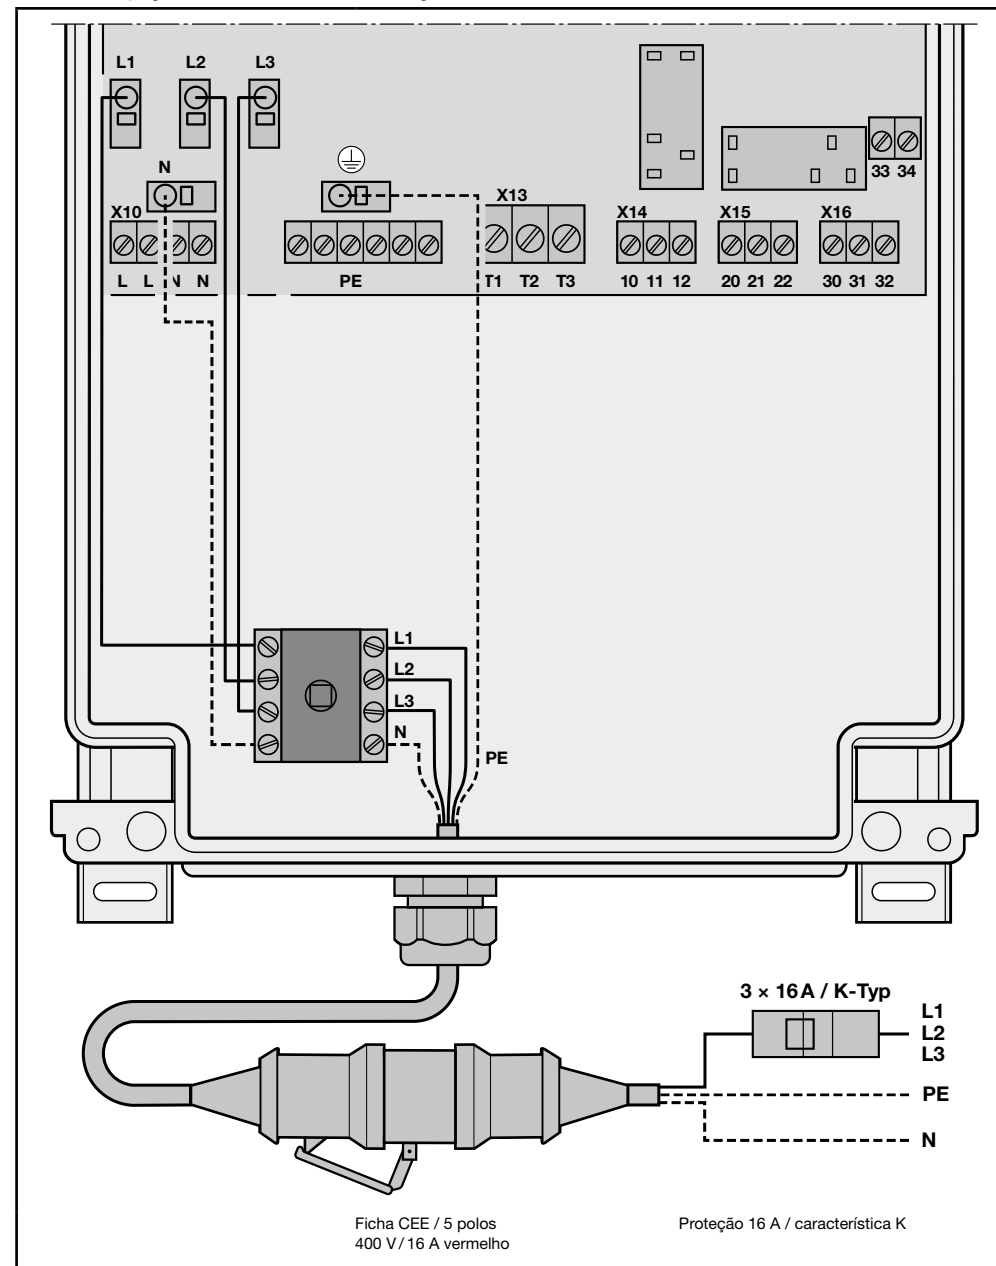 L1 L2 L3
N
33 34
X10 X13 X14 X15 X16
L L N N PE T1 T2 T3 10 11 12 20 21 22 30 31 32
L1
L2
L3
N
PE
3 × 16 A / K-Typ
L1
L2
L3
PE
N
Ficha CEE / 5 polos
400 V / 16 A vermelho
Proteção 16 A / característica K